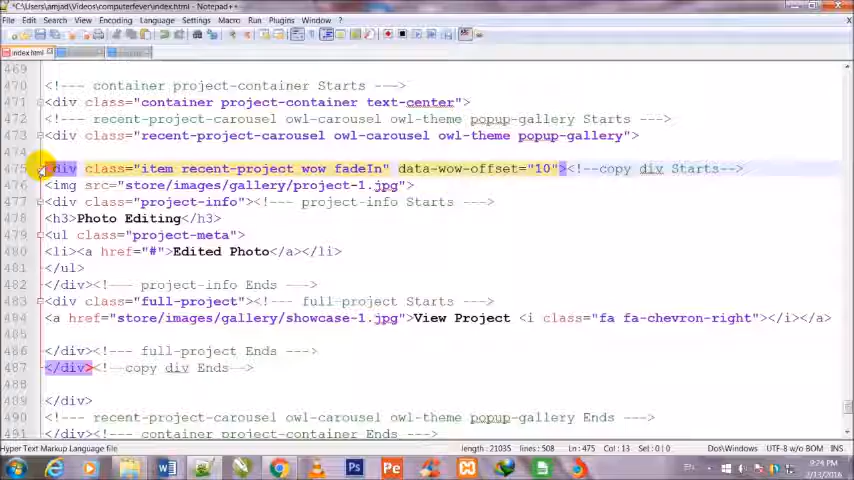 *C:\Users\amjad\Videos\computerfever\index.html - Notepad++
File Edit Search View Encoding Language Settings Macro Run Plugins Window ?
index.html
469
470 <!--- container project-container Starts --->
471 <div class="container project-container text-center">
472 <!--- recent-project-carousel owl-carousel owl-theme popup-gallery Starts --->
473 <div class="recent-project-carousel owl-carousel owl-theme popup-gallery">
474
475 <div class="item recent-project wow fadeIn" data-wow-offset="10"><!--copy div Starts-->
476 <img src="store/images/gallery/project-1.jpg">
477 <div class="project-info"><!--- project-info Starts --->
478 <h3>Photo Editing</h3>
479 <ul class="project-meta">
480 <li><a href="#">Edited Photo</a></li>
481 </ul>
482 </div><!--- project-info Ends --->
483 <div class="full-project"><!--- full-project Starts --->
484 <a href="store/images/gallery/showcase-1.jpg">View Project <i class="fa fa-chevron-right"></i></a>
485
486 </div><!--- full-project Ends --->
487 </div><!--copy div Ends-->
488
489 </div>
490 <!--- recent-project-carousel owl-carousel owl-theme popup-gallery Ends --->
491 </div><!--- container project-container Ends --->
Hyper Text Markup Language file length : 21035 lines : 508 Ln : 475 Col : 13 Sel : 0 | 0 Dos\Windows UTF-8 w/o BOM INS
9:24 PM
2/13/2016